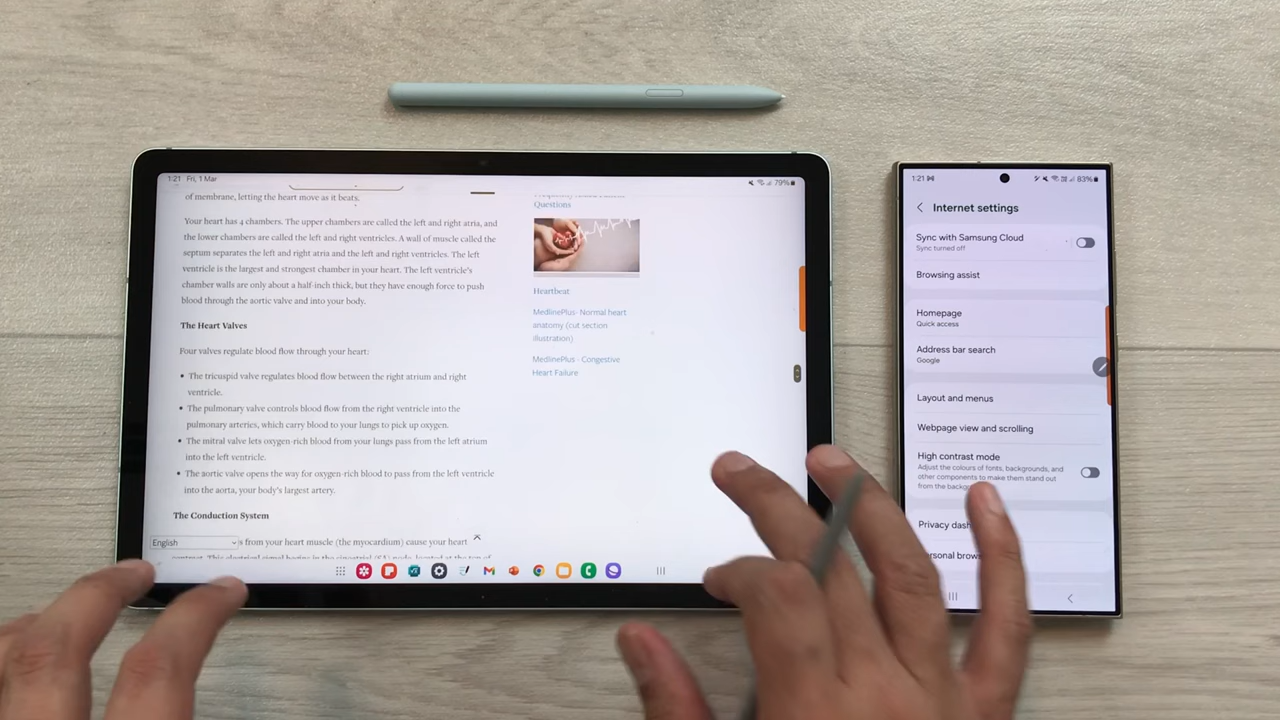 1:21 Fri, 1 Mar
79%
of membrane, letting the heart move as it beats.
Your heart has 4 chambers. The upper chambers are called the left and right atria, and
the lower chambers are called the left and right ventricles. A wall of muscle called the
septum separates the left and right atria and the left and right ventricles. The left
ventricle is the largest and strongest chamber in your heart. The left ventricle's
chamber walls are only about a half-inch thick, but they have enough force to push
blood through the aortic valve and into your body.
The Heart Valves
Four valves regulate blood flow through your heart:
• The tricuspid valve regulates blood flow between the right atrium and right
ventricle.
• The pulmonary valve controls blood flow from the right ventricle into the
pulmonary arteries, which carry blood to your lungs to pick up oxygen.
• The mitral valve lets oxygen-rich blood from your lungs pass from the left atrium
into the left ventricle.
• The aortic valve opens the way for oxygen-rich blood to pass from the left ventricle
into the aorta, your body's largest artery.
The Conduction System
English
s from your heart muscle (the myocardium) cause your heart
Questions
Heartbeat
MedlinePlus- Normal heart
anatomy (cut section
illustration)
MedlinePlus - Congestive
Heart Failure
1:21
83%
Internet settings
Sync with Samsung Cloud
Sync turned off
Browsing assist
Homepage
Quick access
Address bar search
Google
Layout and menus
Webpage view and scrolling
High contrast mode
Adjust the colours of fonts, backgrounds, and
other components to make them stand out
from the backg
Privacy das
ersonal brow